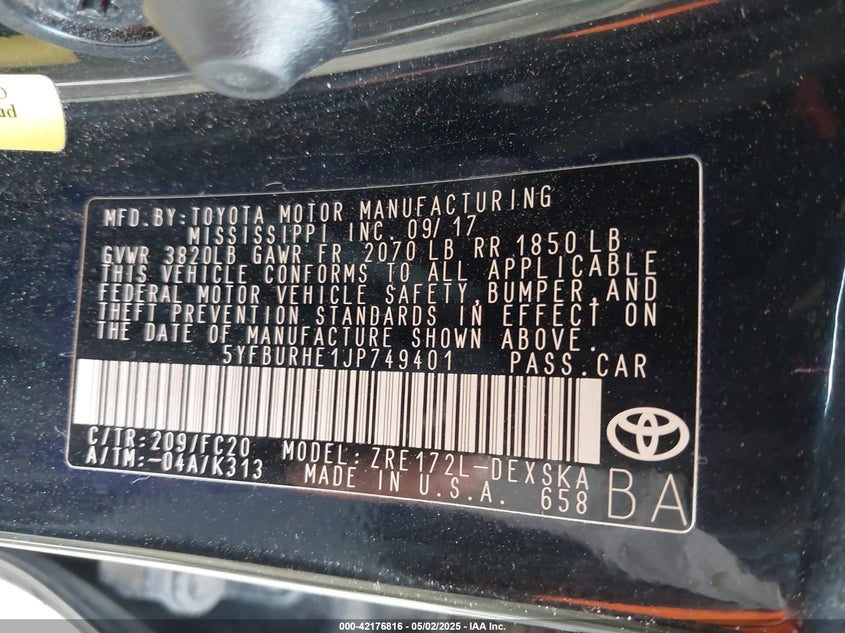 ad
MFD.BY:TOYOTA MOTOR MANUFACTURING
MISSISSIPPI INC. 09/17
GVWR 3820LB GAWR FR 2070 LB RR 1850 LB
THIS VEHICLE CONFORMS TO ALL APPLICABLE
FEDERAL MOTOR VEHICLE SAFETY,BUMPER,AND
THEFT PREVENTION STANDARDS IN EFFECT ON
THE DATE OF MANUFACTURE SHOWN ABOVE.
5YFBURHE1JP749401 PASS.CAR
C/TR:209/FC20 MODEL:ZRE172L-DEXSKA
A/TM:-04A/K313 MADE IN U.S.A. 658
BA
000-42176816 - 05/02/2025 - IAA Inc.